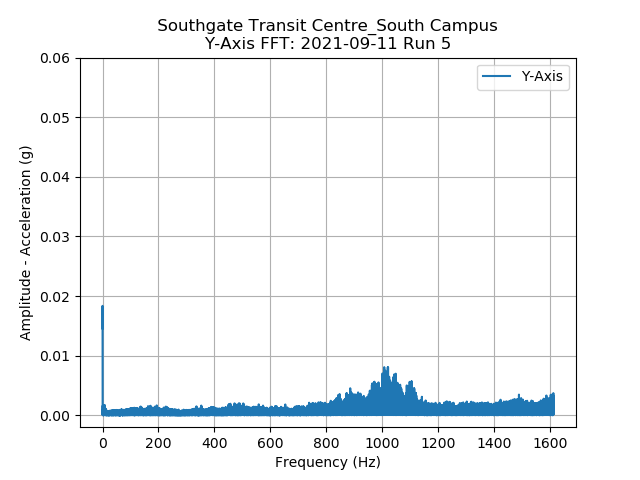 Southgate Transit Centre_South Campus
Y-Axis FFT: 2021-09-11 Run 5
Y-Axis
0.06
0.05
0.04
0.03
0.02
0.01
0.00
Amplitude - Acceleration (g)
0 200 400 600 800 1000 1200 1400 1600
Frequency (Hz)